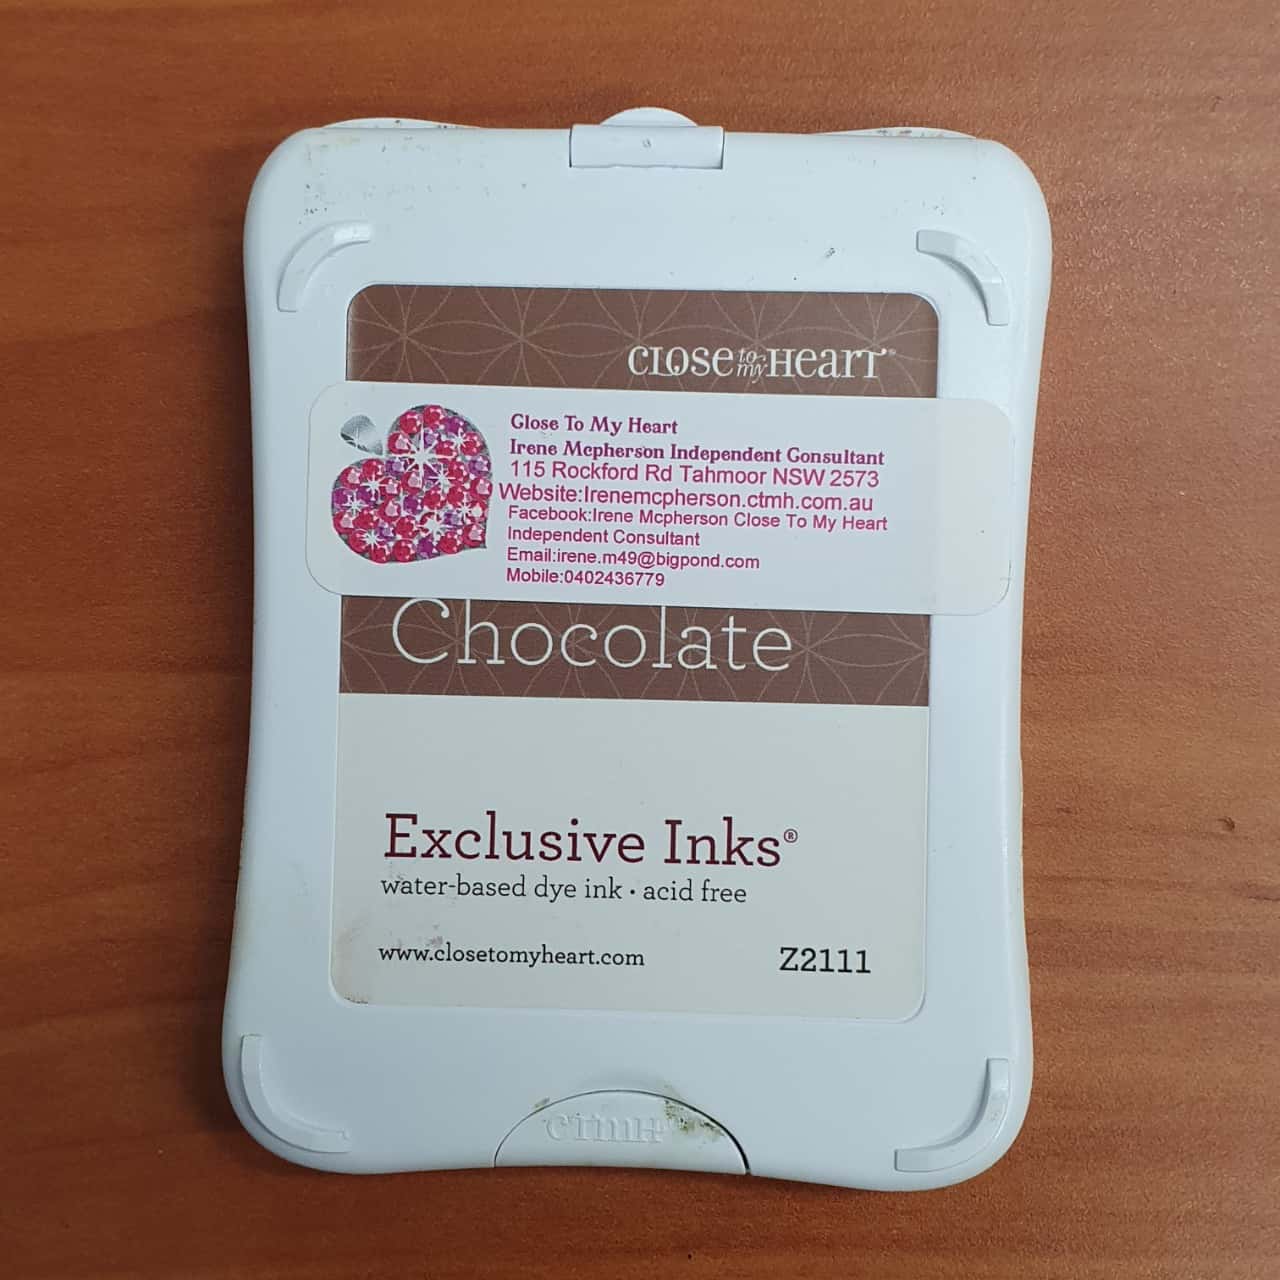 CLOSE to my HEART®
Close To My Heart
Irene Mcpherson Independent Consultant
115 Rockford Rd Tahmoor NSW 2573
Website:Irenemcpherson.ctmh.com.au
Facebook:Irene Mcpherson Close To My Heart
Independent Consultant
Email:irene.m49@bigpond.com
Mobile:0402436779
Chocolate
Exclusive Inks®
water-based dye ink • acid free
www.closetomyheart.com
Z2111
CTMH